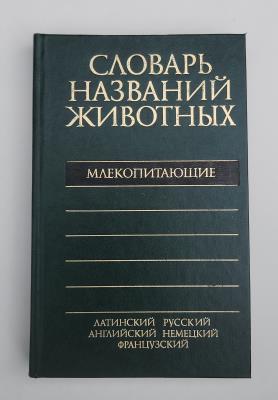 СЛОВАРЬ
НАЗВАНИЙ
ЖИВОТНЫХ
МЛЕКОПИТАЮЩИЕ
ЛАТИНСКИЙ РУССКИЙ
АНГЛИЙСКИЙ НЕМЕЦКИЙ
ФРАНЦУЗСКИЙ